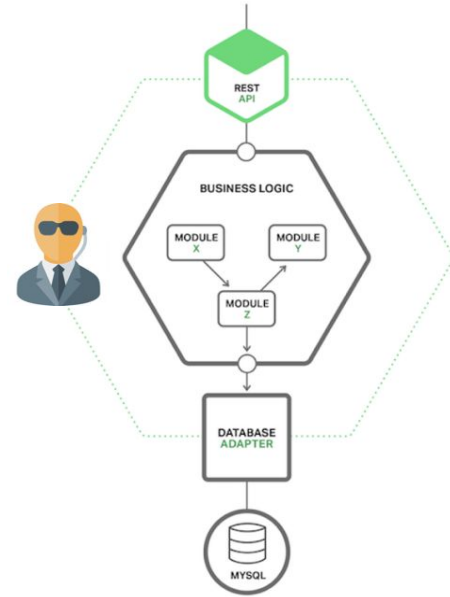 REST
API
BUSINESS LOGIC
MODULE
X
MODULE
Y
MODULE
Z
DATABASE
ADAPTER
MYSQL